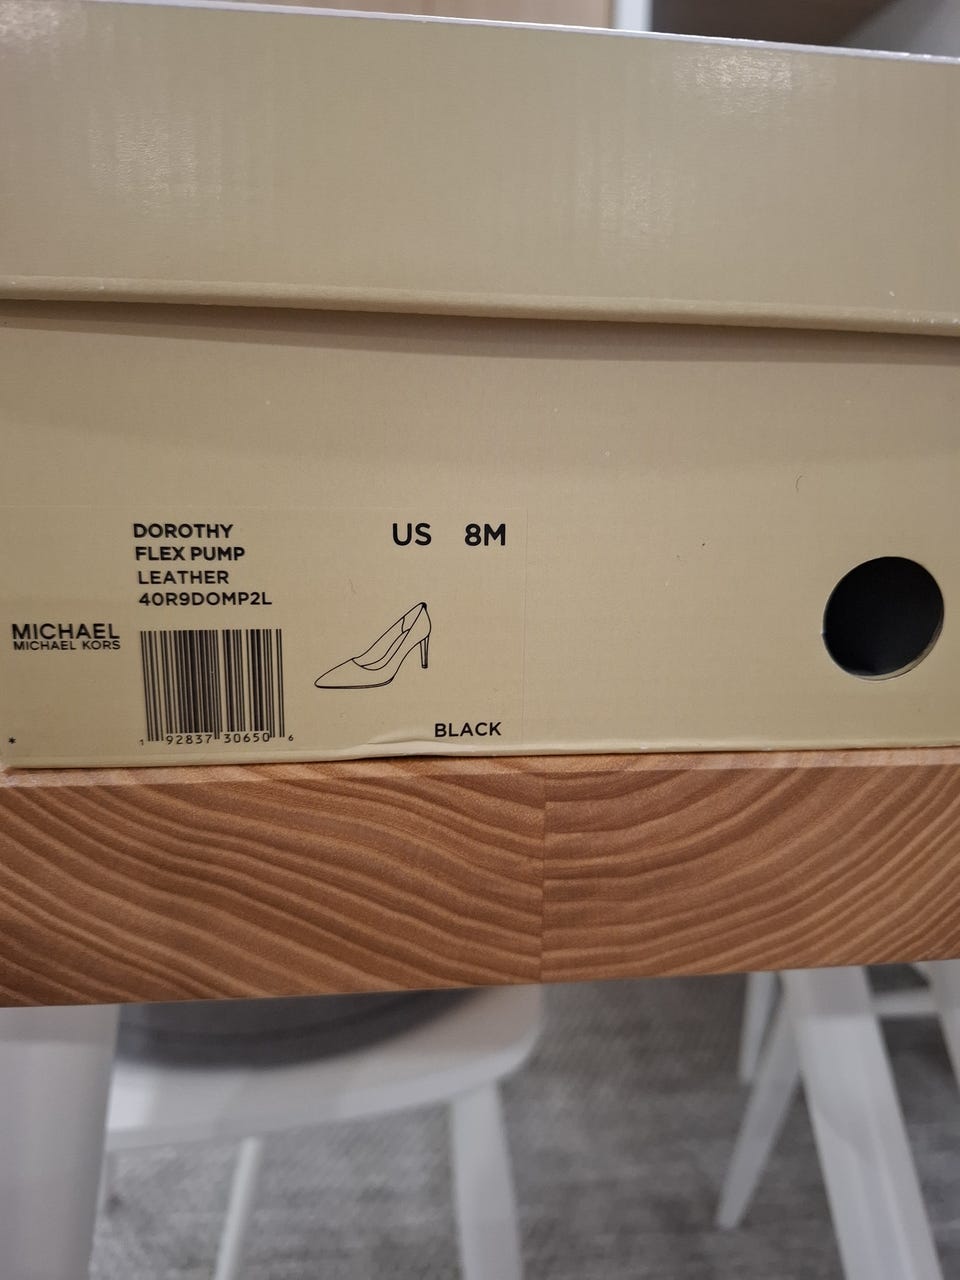 DOROTHY
FLEX PUMP
LEATHER
40R9DOMP2L
US 8M
MICHAEL
MICHAEL KORS
BLACK
* 1 92837 30650 6